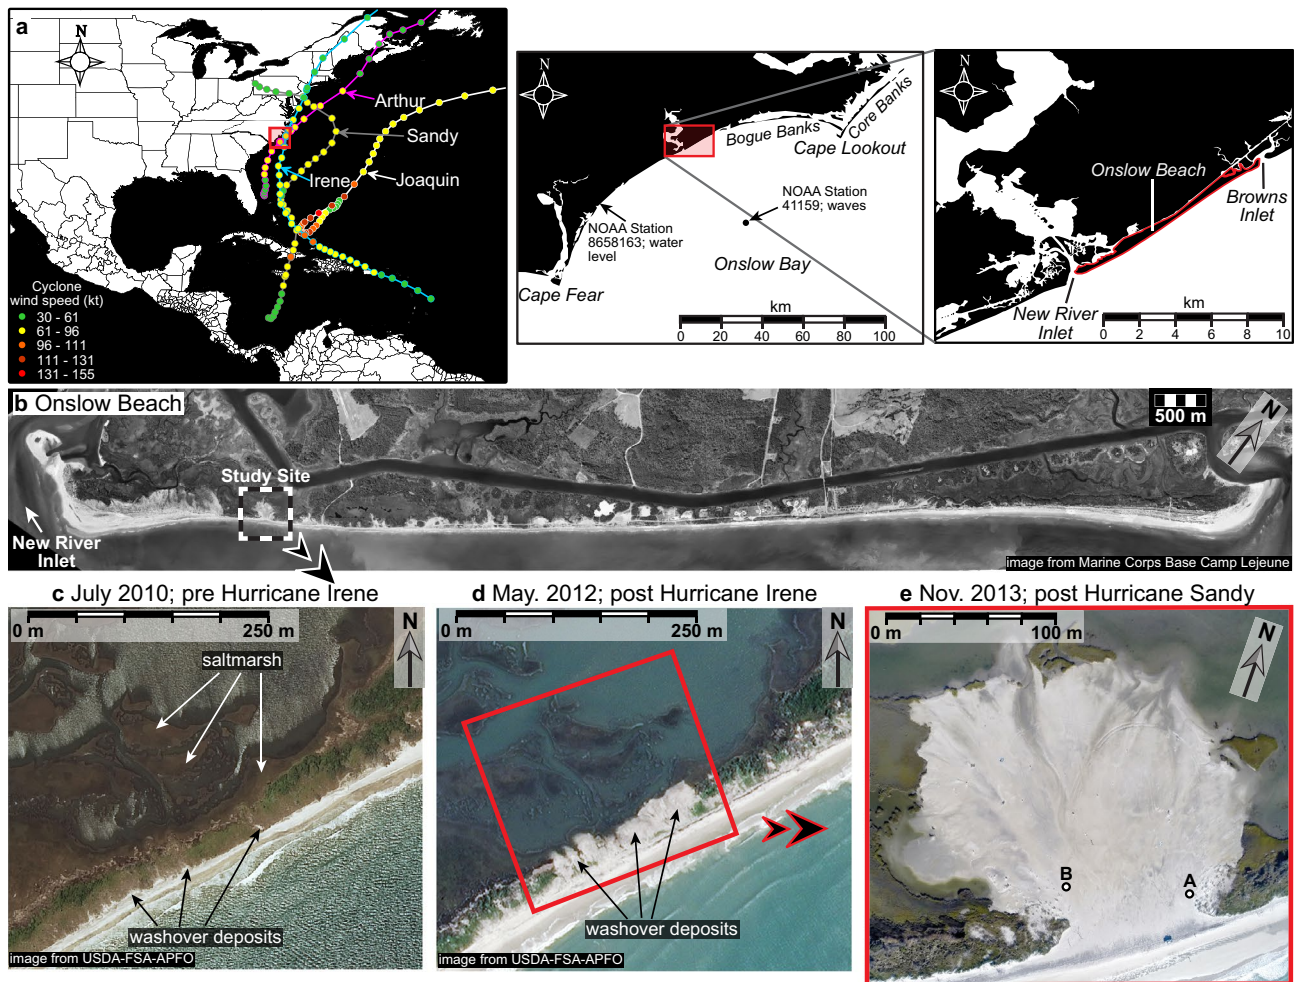 a
N
Arthur
Sandy
Irene
Joaquin
Cyclone
wind speed (kt)
30 - 61
61 - 96
96 - 111
111 - 131
131 - 155
N
Bogue Banks
Core Banks
Cape Lookout
NOAA Station
41159; waves
NOAA Station
8658163; water
level
Onslow Bay
Cape Fear
km
0 20 40 60 80 100
N
Onslow Beach
Browns
Inlet
New River
Inlet
km
0 2 4 6 8 10
b Onslow Beach
500 m
N
Study Site
New River
Inlet
image from Marine Corps Base Camp Lejeune
c July 2010; pre Hurricane Irene
0 m 250 m
N
saltmarsh
washover deposits
image from USDA-FSA-APFO
d May. 2012; post Hurricane Irene
0 m 250 m
N
washover deposits
image from USDA-FSA-APFO
e Nov. 2013; post Hurricane Sandy
0 m 100 m
N
B
A